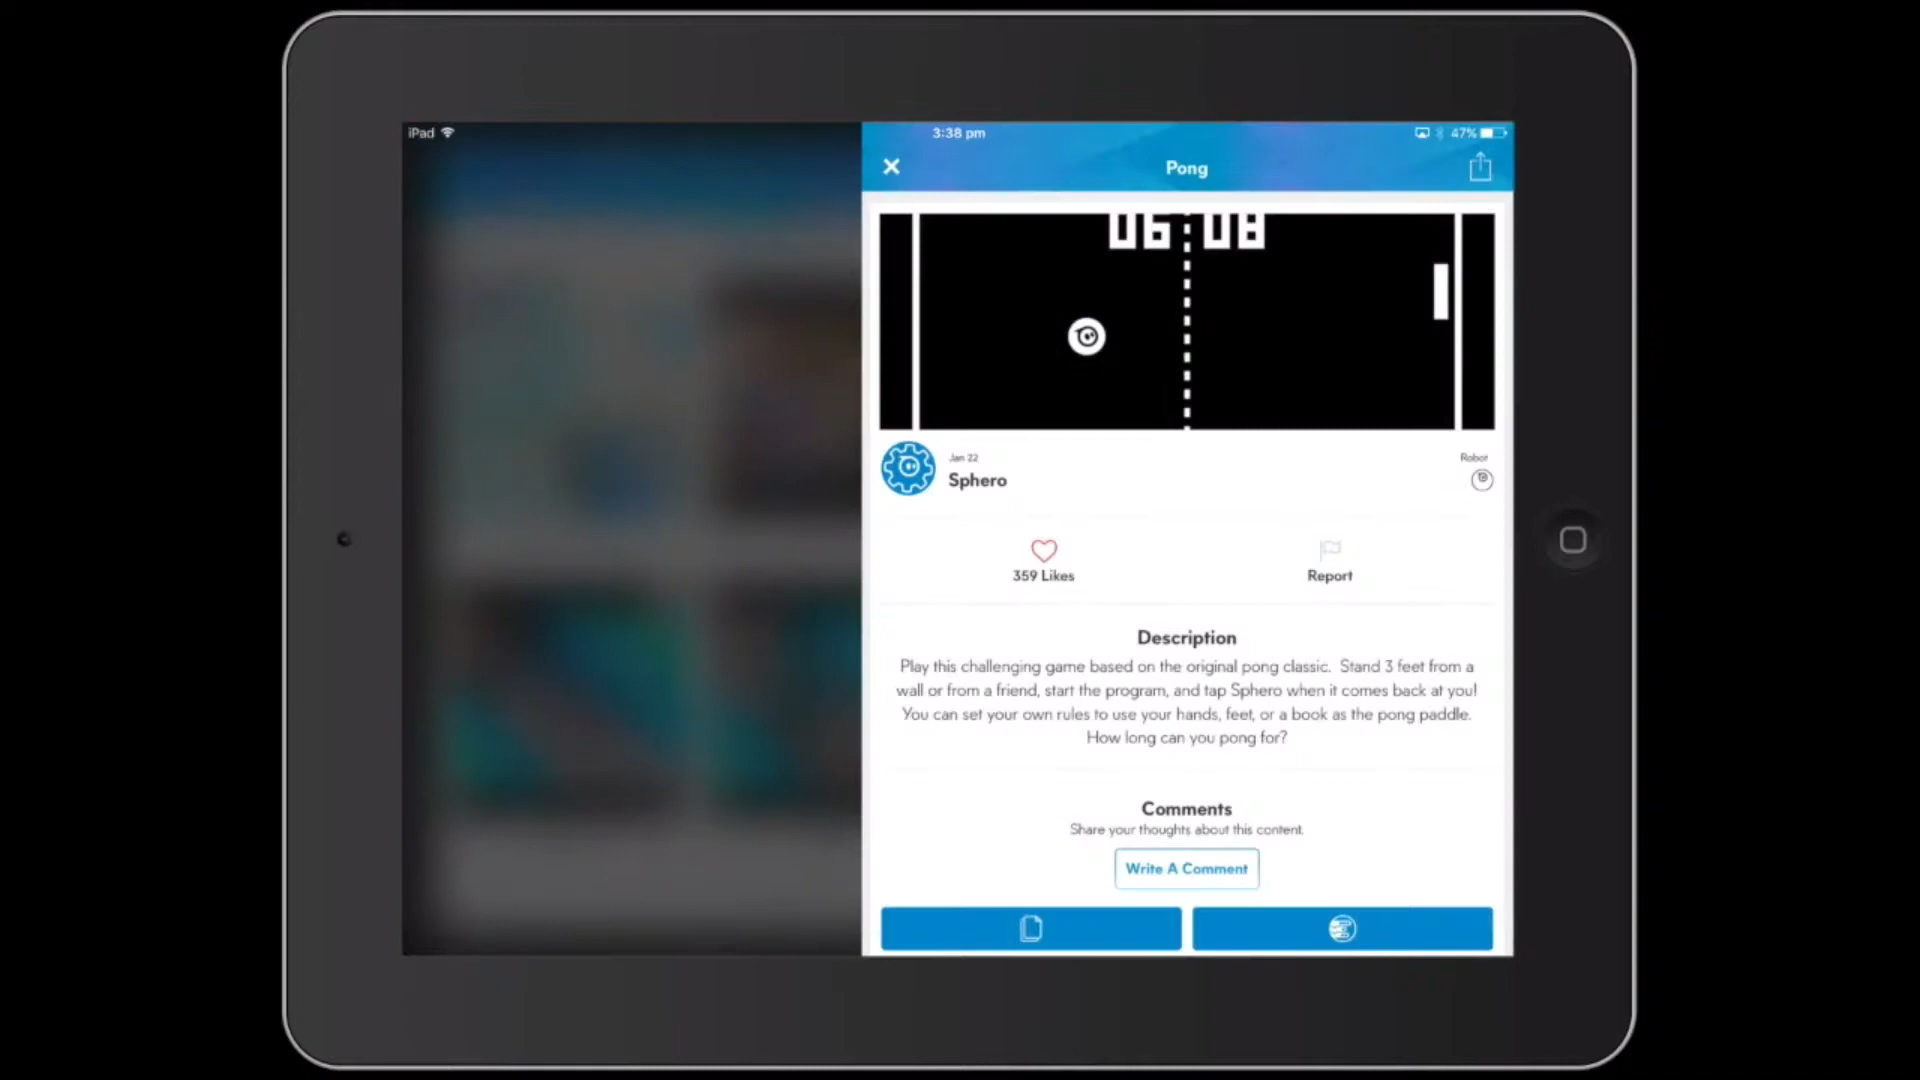 iPad
3:38 pm
47%
Pong
06 08
Jan 22
Sphero
Robot
359 Likes
Report
Description
Play this challenging game based on the original pong classic. Stand 3 feet from a
wall or from a friend, start the program, and tap Sphero when it comes back at you!
You can set your own rules to use your hands, feet, or a book as the pong paddle.
How long can you pong for?
Comments
Share your thoughts about this content.
Write A Comment